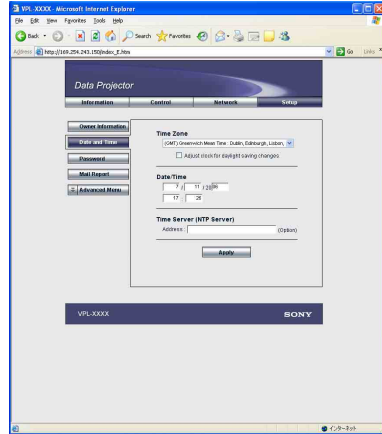 VPL-XXXX - Microsoft Internet Explorer
File Edit View Favorites Tools Help
Back Search Favorites
Address http://169.254.243.150/index_E.htm Go Links
Data Projector
Information Control Network Setup
Owner Information
Date and Time
Password
Mail Report
Advanced Menu
Time Zone
(GMT) Greenwich Mean Time : Dublin, Edinburgh, Lisbon,
Adjust clock for daylight saving changes
Date/Time
7 / 11 / 20 06
17 : 25
Time Server (NTP Server)
Address : (Option)
Apply
VPL-XXXX SONY
インターネット